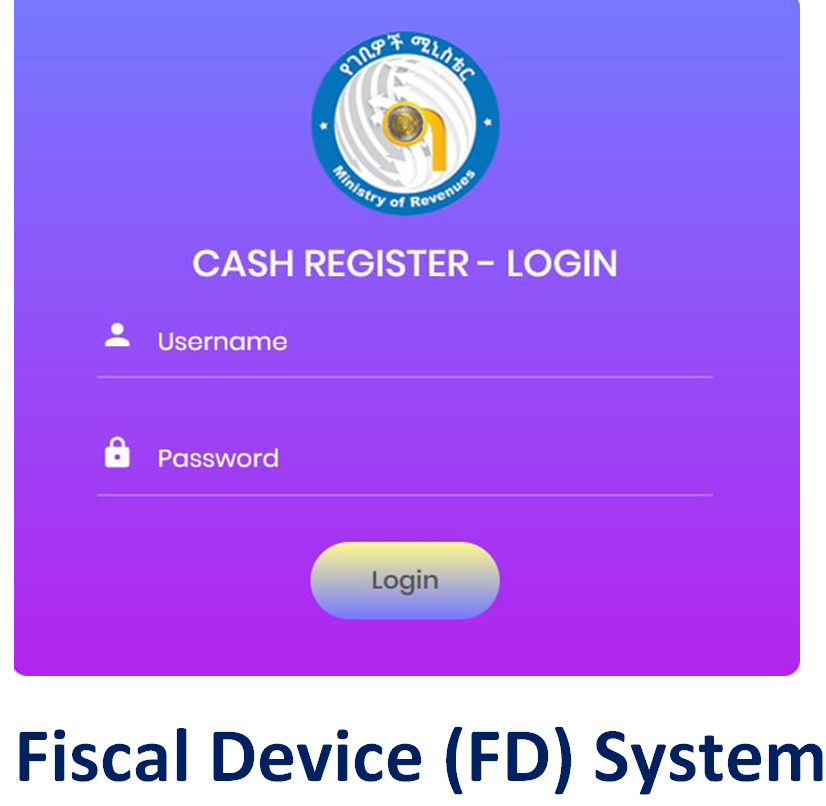 የገቢዎች ሚኒስቴር
Ministry of Revenues
CASH REGISTER - LOGIN
Username
Password
Login
Fiscal Device (FD) System